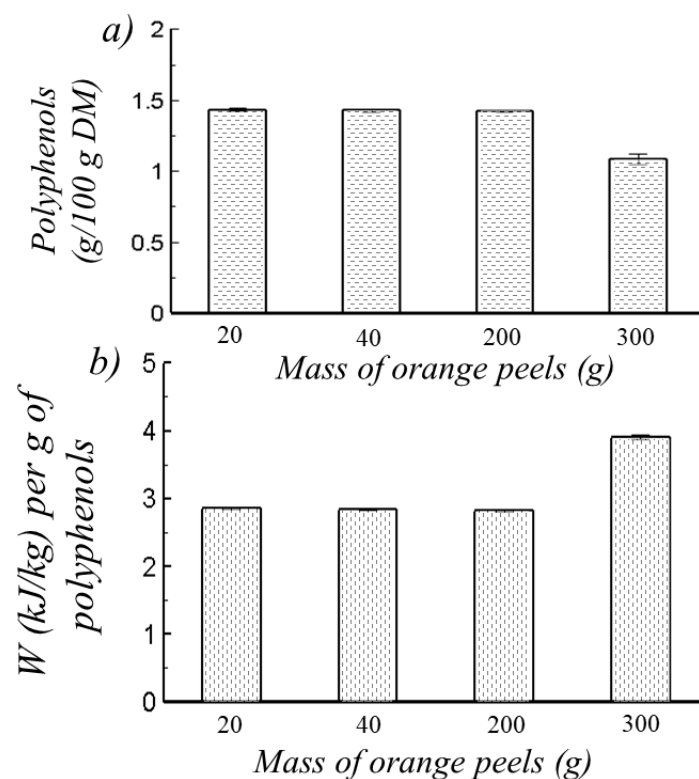 a)
Polyphenols
(g/100 g DM)
2
1.5
1
0.5
0
20 40 200 300
Mass of orange peels (g)
b)
W (kJ/kg) per g of
polyphenols
5
4
3
2
1
0
20 40 200 300
Mass of orange peels (g)